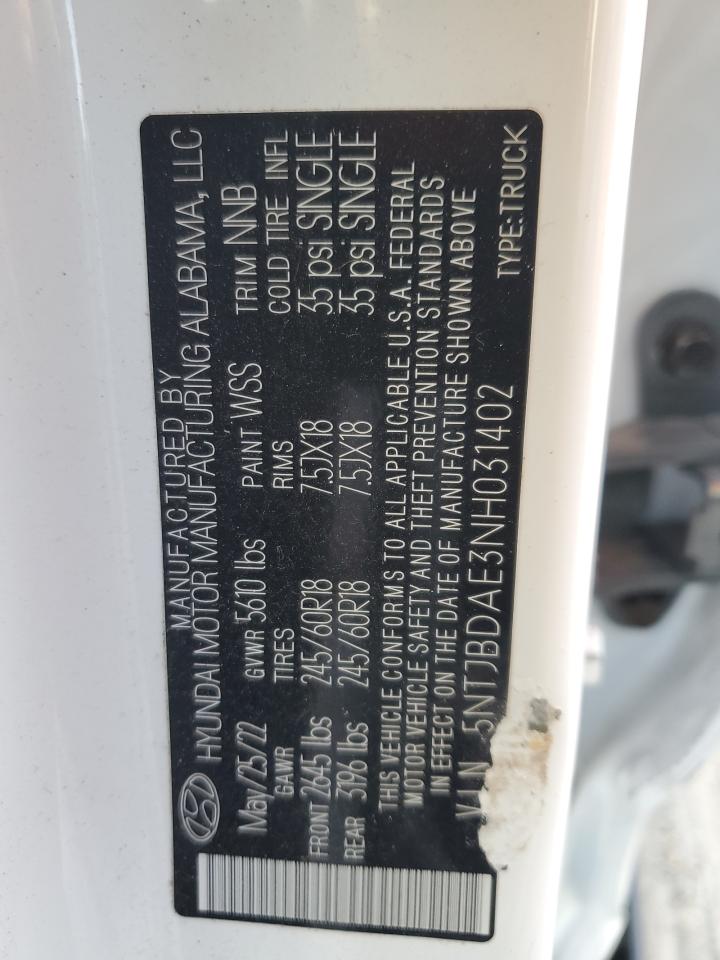 MANUFACTURED BY
HYUNDAI MOTOR MANUFACTURING ALABAMA, LLC
May/25/22 GVWR 5610 lbs PAINT WSS TRIM NNB
GAWR TIRES RIMS COLD TIRE INFL
FRONT 2645 lbs 245/60R18 7.5JX18 35 psi SINGLE
REAR 3196 lbs 245/60R18 7.5JX18 35 psi SINGLE
THIS VEHICLE CONFORMS TO ALL APPLICABLE U.S.A. FEDERAL
MOTOR VEHICLE SAFETY AND THEFT PREVENTION STANDARDS
IN EFFECT ON THE DATE OF MANUFACTURE SHOWN ABOVE
VIN 5NTJBDAE3NH031402 TYPE:TRUCK